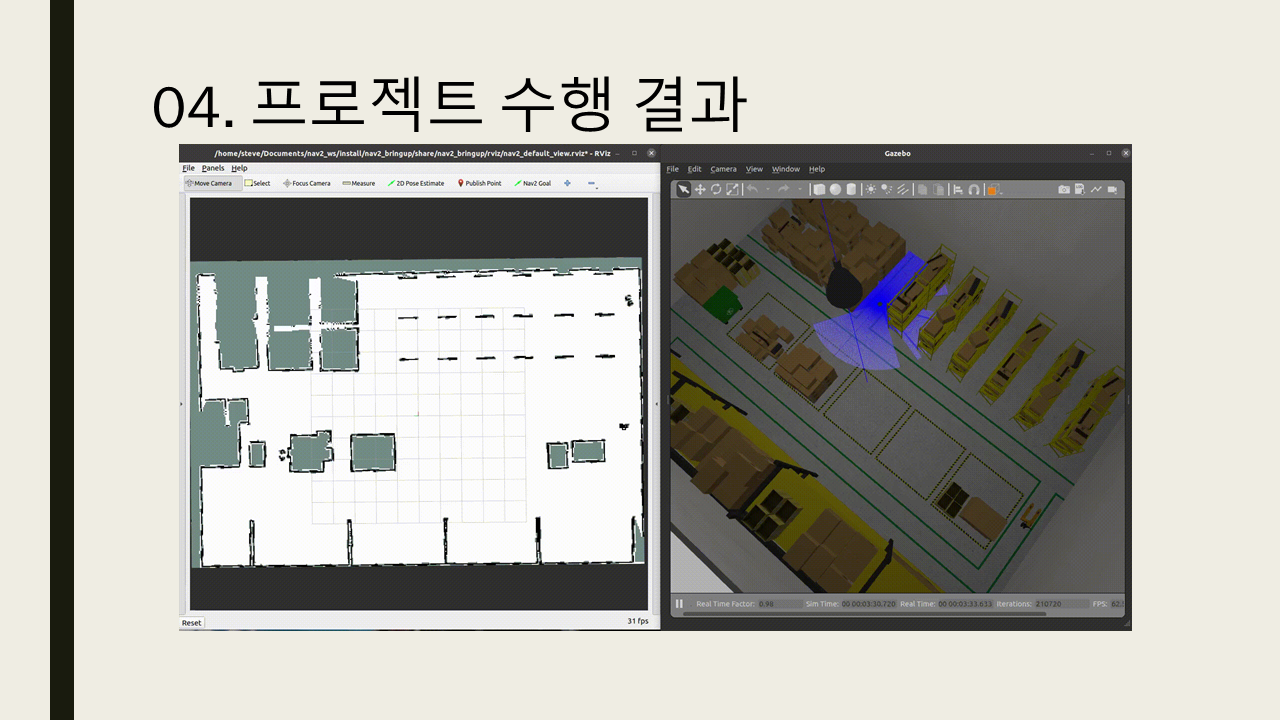 04. 프로젝트 수행 결과
/home/steve/Documents/nav2_ws/install/nav2_bringup/share/nav2_bringup/rviz/nav2_default_view.rviz* - RViz
File Panels Help
Move Camera Select Focus Camera Measure 2D Pose Estimate Publish Point Nav2 Goal
Reset
31 fps
Gazebo
File Edit Camera View Window Help
Real Time Factor: 0.98 Sim Time: 00 00:03:30.720 Real Time: 00 00:03:33.633 Iterations: 210720 FPS: 62.